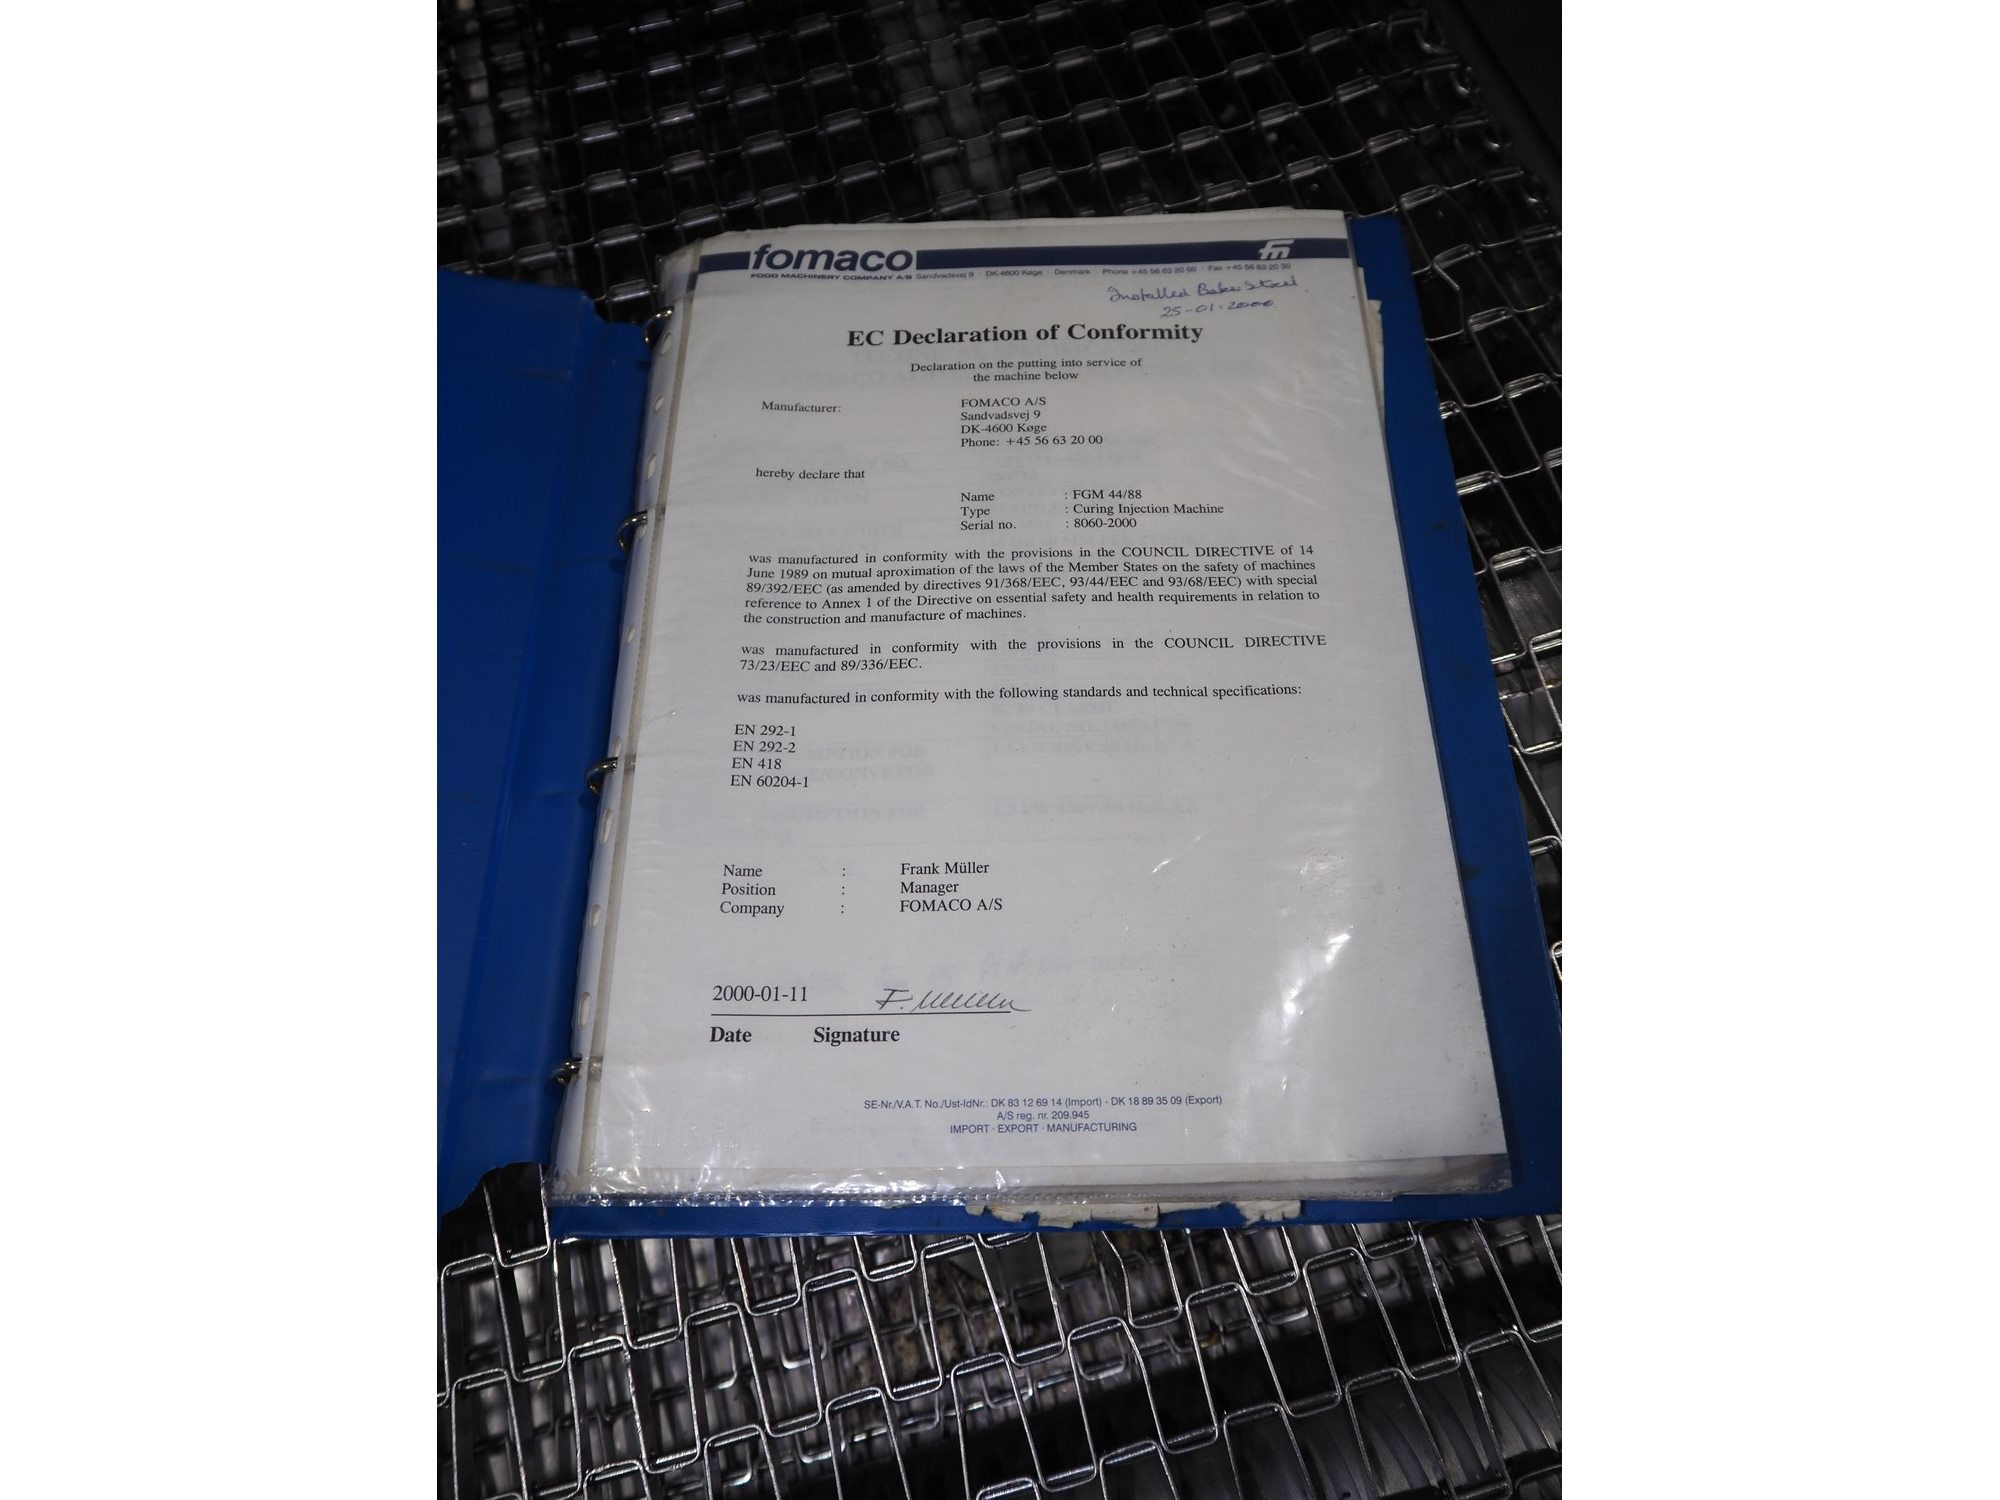 fomaco
FOOD MACHINERY COMPANY A/S Sandvadsvej 9 · DK-4600 Køge · Denmark · Phone +45 56 63 20 00 · Fax +45 56 63 20 30
Installed Baker Street
25-01-2000
EC Declaration of Conformity
Declaration on the putting into service of
the machine below
Manufacturer: FOMACO A/S
Sandvadsvej 9
DK-4600 Køge
Phone: +45 56 63 20 00
hereby declare that
Name : FGM 44/88
Type : Curing Injection Machine
Serial no. : 8060-2000
was manufactured in conformity with the provisions in the COUNCIL DIRECTIVE of 14
June 1989 on mutual aproximation of the laws of the Member States on the safety of machines
89/392/EEC (as amended by directives 91/368/EEC, 93/44/EEC and 93/68/EEC) with special
reference to Annex 1 of the Directive on essential safety and health requirements in relation to
the construction and manufacture of machines.
was manufactured in conformity with the provisions in the COUNCIL DIRECTIVE
73/23/EEC and 89/336/EEC.
was manufactured in conformity with the following standards and technical specifications:
EN 292-1
EN 292-2
EN 418
EN 60204-1
Name : Frank Müller
Position : Manager
Company : FOMACO A/S
2000-01-11
Date Signature
SE-Nr./V.A.T. No./Ust-IdNr.: DK 83 12 69 14 (Import) - DK 18 89 35 09 (Export)
A/S reg. nr. 209.945
IMPORT · EXPORT · MANUFACTURING